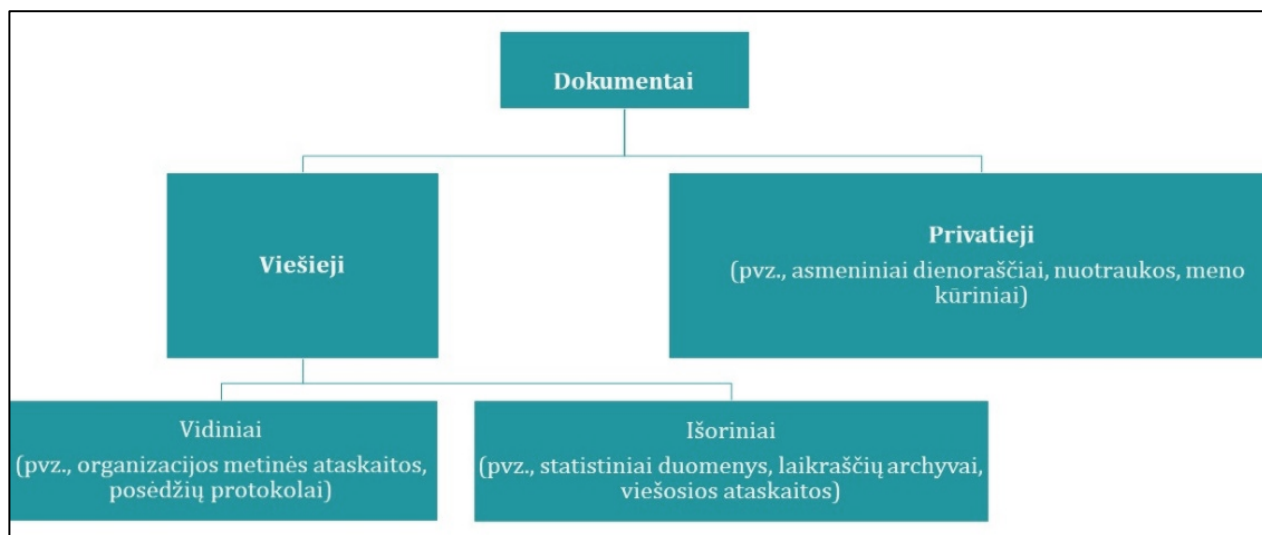 Dokumentai
Viešieji
Privatieji
(pvz., asmeniniai dienoraščiai, nuotraukos, meno
kūriniai)
Vidiniai
(pvz., organizacijos metinės ataskaitos,
posėdžių protokolai)
Išoriniai
(pvz., statistiniai duomenys, laikraščių archyvai,
viešosios ataskaitos)